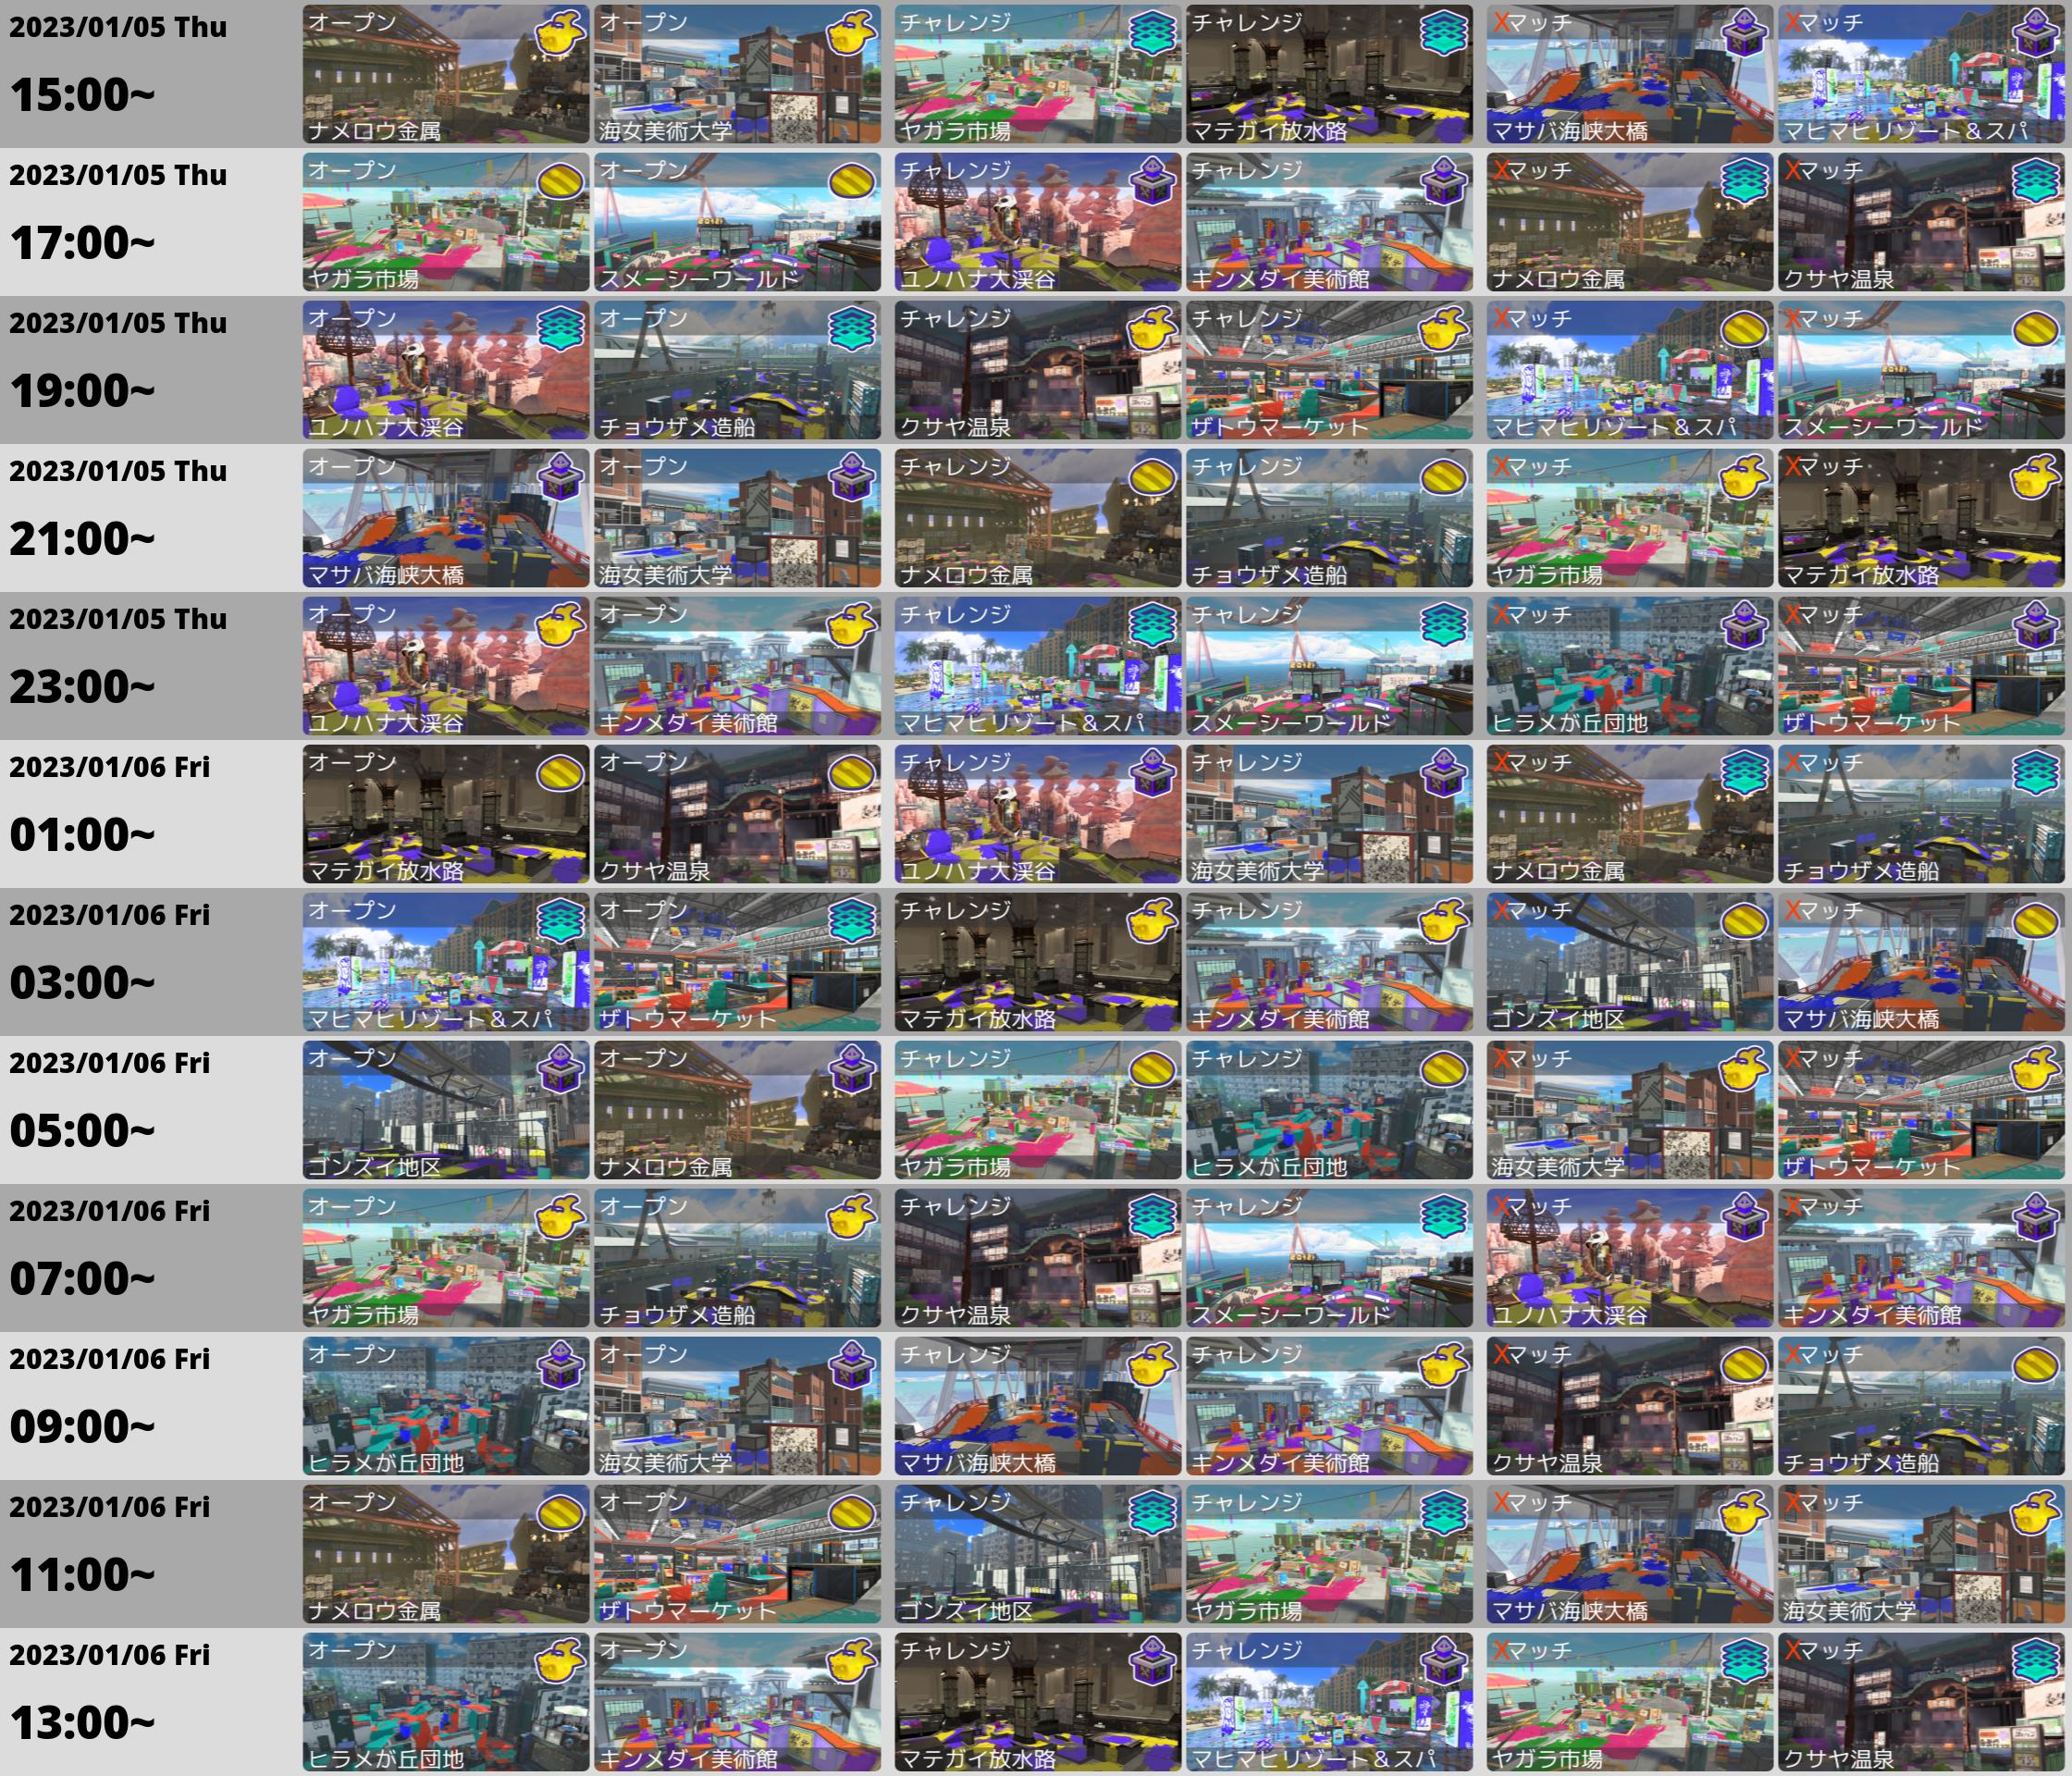 2023/01/05 Thu
15:00~
オープン オープン チャレンジ チャレンジ Xマッチ Xマッチ
ナメロウ金属 海女美術大学 ヤガラ市場 マテガイ放水路 マサバ海峡大橋 マヒマヒリゾート＆スパ
2023/01/05 Thu
17:00~
オープン オープン チャレンジ チャレンジ Xマッチ Xマッチ
ヤガラ市場 スメーシーワールド ユノハナ大渓谷 キンメダイ美術館 ナメロウ金属 クサヤ温泉
2023/01/05 Thu
19:00~
オープン オープン チャレンジ チャレンジ Xマッチ Xマッチ
ユノハナ大渓谷 チョウザメ造船 クサヤ温泉 ザトウマーケット マヒマヒリゾート＆スパ スメーシーワールド
2023/01/05 Thu
21:00~
オープン オープン チャレンジ チャレンジ Xマッチ Xマッチ
マサバ海峡大橋 海女美術大学 ナメロウ金属 チョウザメ造船 ヤガラ市場 マテガイ放水路
2023/01/05 Thu
23:00~
オープン オープン チャレンジ チャレンジ Xマッチ Xマッチ
ユノハナ大渓谷 キンメダイ美術館 マヒマヒリゾート＆スパ スメーシーワールド ヒラメが丘団地 ザトウマーケット
2023/01/06 Fri
01:00~
オープン オープン チャレンジ チャレンジ Xマッチ Xマッチ
マテガイ放水路 クサヤ温泉 ユノハナ大渓谷 海女美術大学 ナメロウ金属 チョウザメ造船
2023/01/06 Fri
03:00~
オープン オープン チャレンジ チャレンジ Xマッチ Xマッチ
マヒマヒリゾート＆スパ ザトウマーケット マテガイ放水路 キンメダイ美術館 ゴンズイ地区 マサバ海峡大橋
2023/01/06 Fri
05:00~
オープン オープン チャレンジ チャレンジ Xマッチ Xマッチ
ゴンズイ地区 ナメロウ金属 ヤガラ市場 ヒラメが丘団地 海女美術大学 ザトウマーケット
2023/01/06 Fri
07:00~
オープン オープン チャレンジ チャレンジ Xマッチ Xマッチ
ヤガラ市場 チョウザメ造船 クサヤ温泉 スメーシーワールド ユノハナ大渓谷 キンメダイ美術館
2023/01/06 Fri
09:00~
オープン オープン チャレンジ チャレンジ Xマッチ Xマッチ
ヒラメが丘団地 海女美術大学 マサバ海峡大橋 キンメダイ美術館 クサヤ温泉 チョウザメ造船
2023/01/06 Fri
11:00~
オープン オープン チャレンジ チャレンジ Xマッチ Xマッチ
ナメロウ金属 ザトウマーケット ゴンズイ地区 ヤガラ市場 マサバ海峡大橋 海女美術大学
2023/01/06 Fri
13:00~
オープン オープン チャレンジ チャレンジ Xマッチ Xマッチ
ヒラメが丘団地 キンメダイ美術館 マテガイ放水路 マヒマヒリゾート＆スパ ヤガラ市場 クサヤ温泉